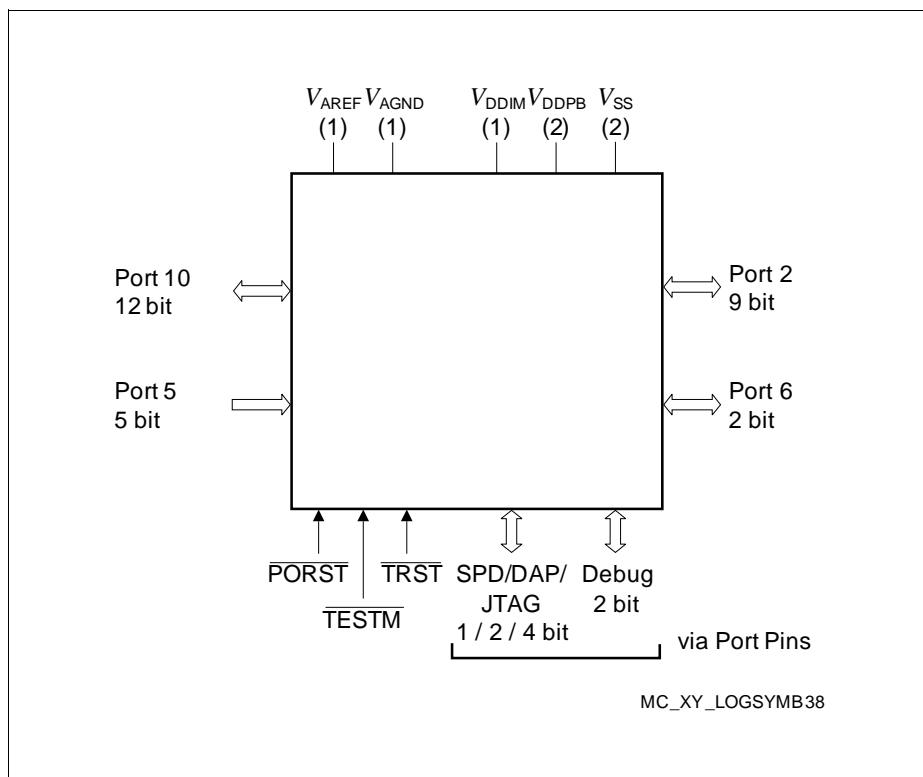 VAREF VAGND VDDIM VDDPB VSS
(1) (1) (1) (2) (2)
Port 10
12 bit
Port 2
9 bit
Port 5
5 bit
Port 6
2 bit
PORST
TESTM
TRST
SPD/DAP/
JTAG
1 / 2 / 4 bit
Debug
2 bit
via Port Pins
MC_XY_LOGSYMB38